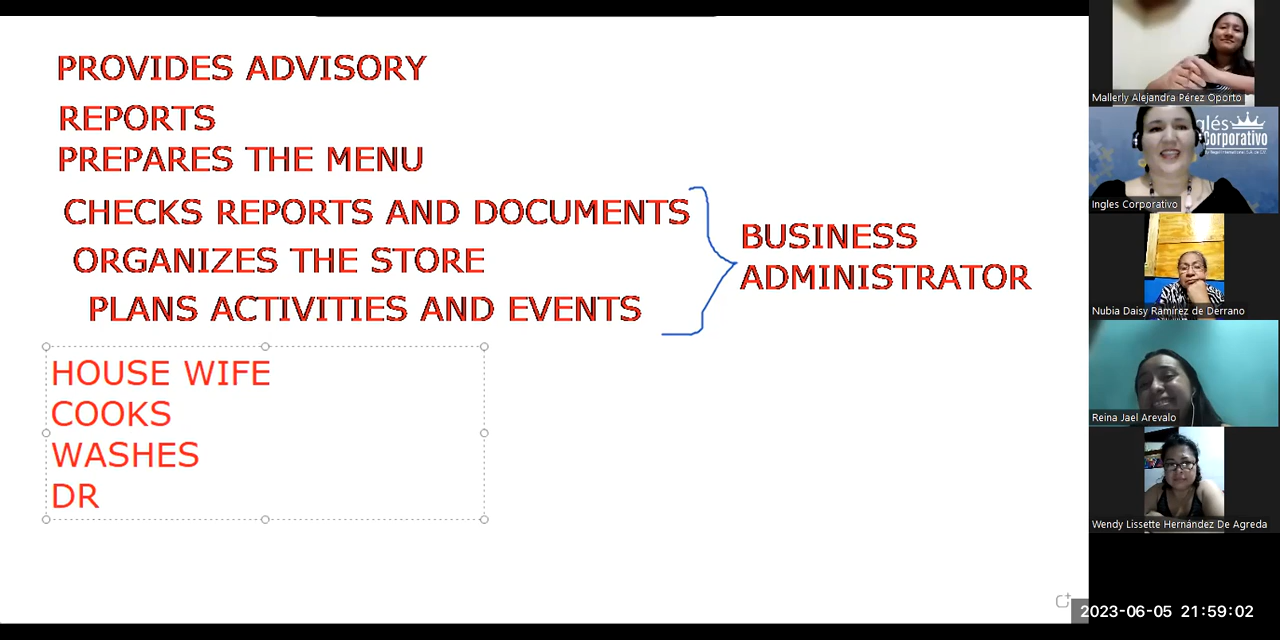 PROVIDES ADVISORY
REPORTS
PREPARES THE MENU
CHECKS REPORTS AND DOCUMENTS
ORGANIZES THE STORE
PLANS ACTIVITIES AND EVENTS
BUSINESS
ADMINISTRATOR
HOUSE WIFE
COOKS
WASHES
DR
Mallerly Alejandra Pérez Oporto
glés
Corporativo
Ingles Corporativo
Nubia Daisy Ramírez de Derrano
Reina Jael Arevalo
Wendy Lissette Hernández De Agreda
2023-06-05 21:59:02